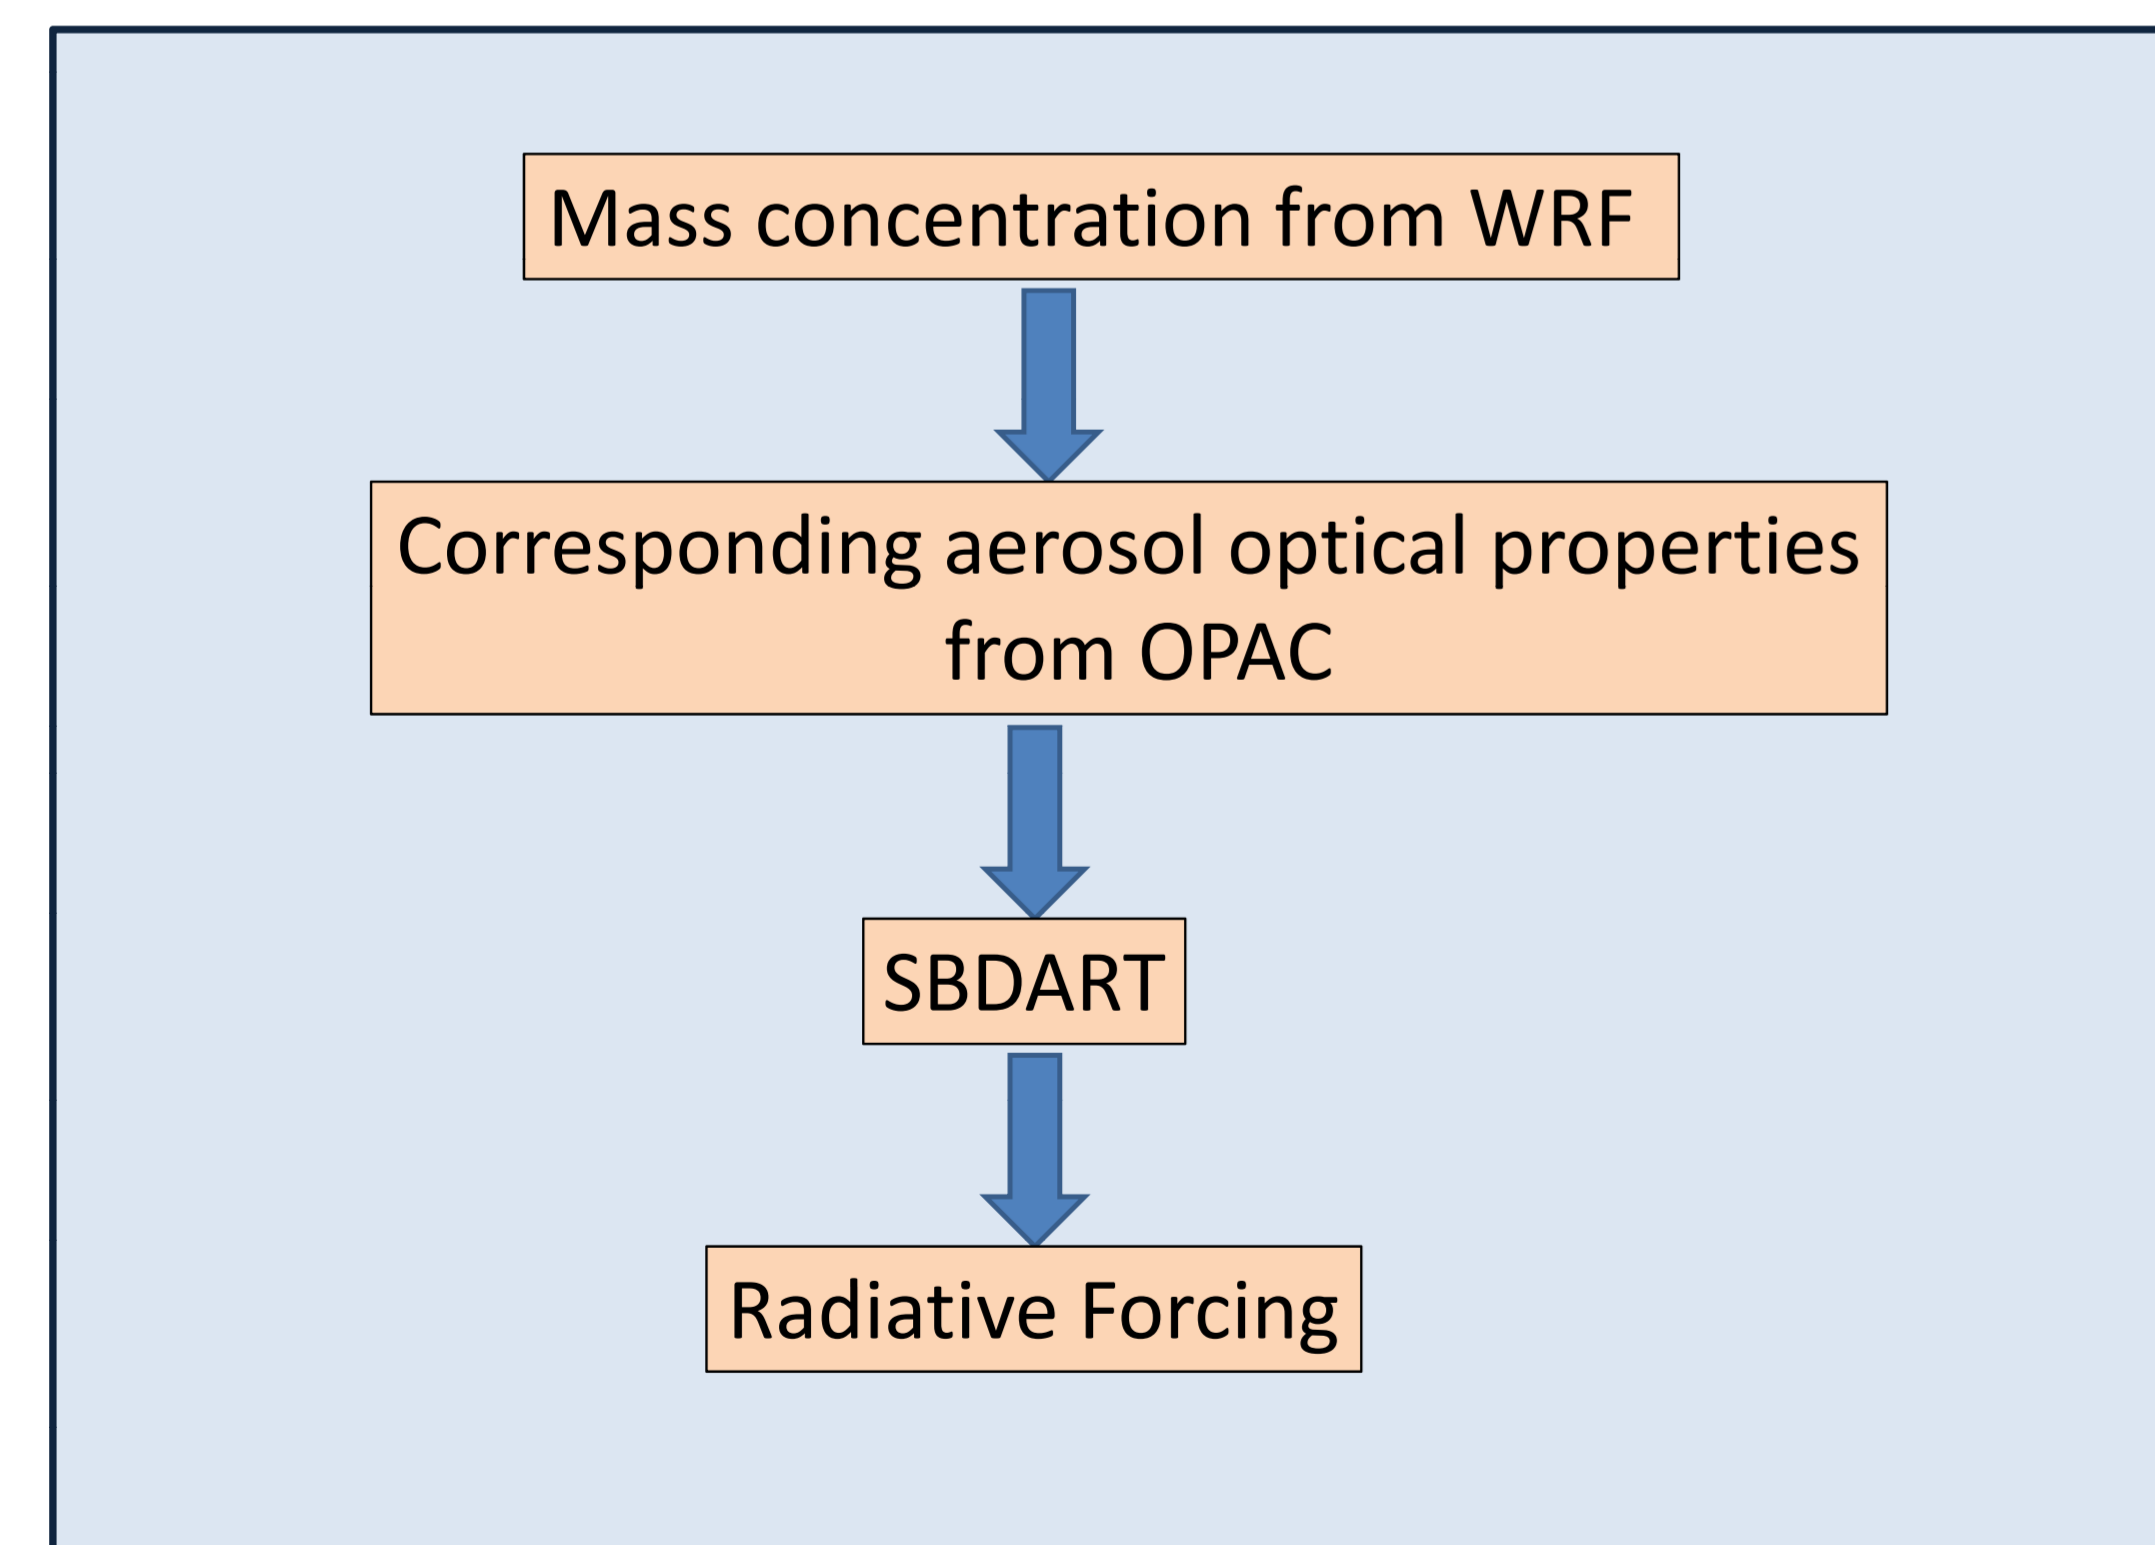 Mass concentration from WRF
Corresponding aerosol optical properties
from OPAC
SBDART
Radiative Forcing